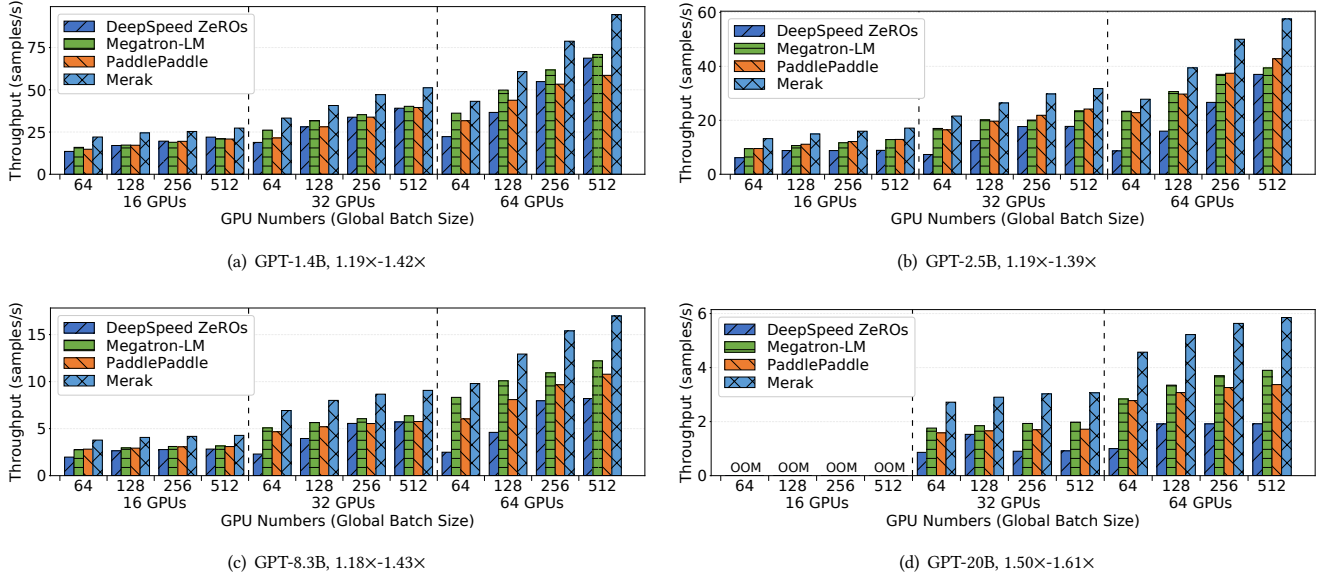 Throughput (samples/s)
75
50
25
0
DeepSpeed ZeROs
Megatron-LM
PaddlePaddle
Merak
64 128 256 512 64 128 256 512 64 128 256 512
16 GPUs 32 GPUs 64 GPUs
GPU Numbers (Global Batch Size)
(a) GPT-1.4B, 1.19×-1.42×
Throughput (samples/s)
60
40
20
0
DeepSpeed ZeROs
Megatron-LM
PaddlePaddle
Merak
64 128 256 512 64 128 256 512 64 128 256 512
16 GPUs 32 GPUs 64 GPUs
GPU Numbers (Global Batch Size)
(b) GPT-2.5B, 1.19×-1.39×
Throughput (samples/s)
15
10
5
0
DeepSpeed ZeROs
Megatron-LM
PaddlePaddle
Merak
64 128 256 512 64 128 256 512 64 128 256 512
16 GPUs 32 GPUs 64 GPUs
GPU Numbers (Global Batch Size)
(c) GPT-8.3B, 1.18×-1.43×
Throughput (samples/s)
6
4
2
0
DeepSpeed ZeROs
Megatron-LM
PaddlePaddle
Merak
OOM OOM OOM OOM
64 128 256 512 64 128 256 512 64 128 256 512
16 GPUs 32 GPUs 64 GPUs
GPU Numbers (Global Batch Size)
(d) GPT-20B, 1.50×-1.61×